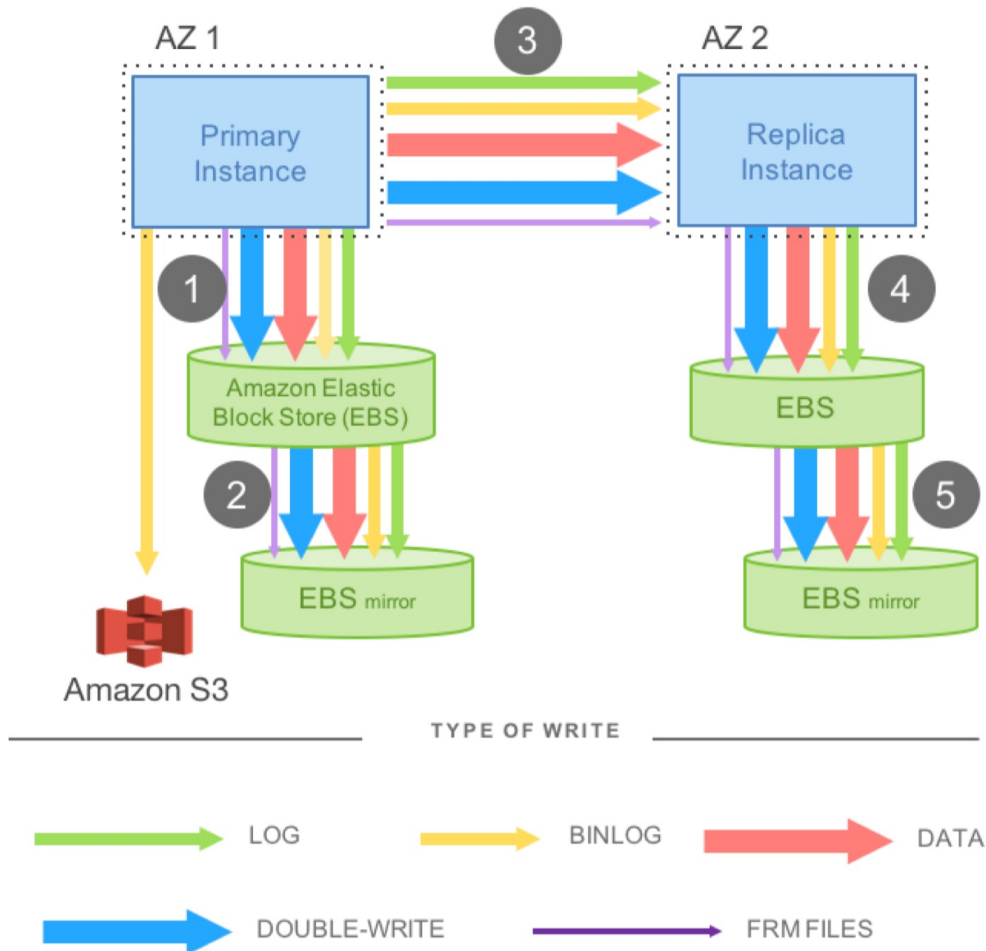 AZ 1
3
AZ 2
Primary
Instance
Replica
Instance
1
4
Amazon Elastic
Block Store (EBS)
EBS
2
5
EBS mirror
EBS mirror
Amazon S3
TYPE OF WRITE
LOG
BINLOG
DATA
DOUBLE-WRITE
FRM FILES